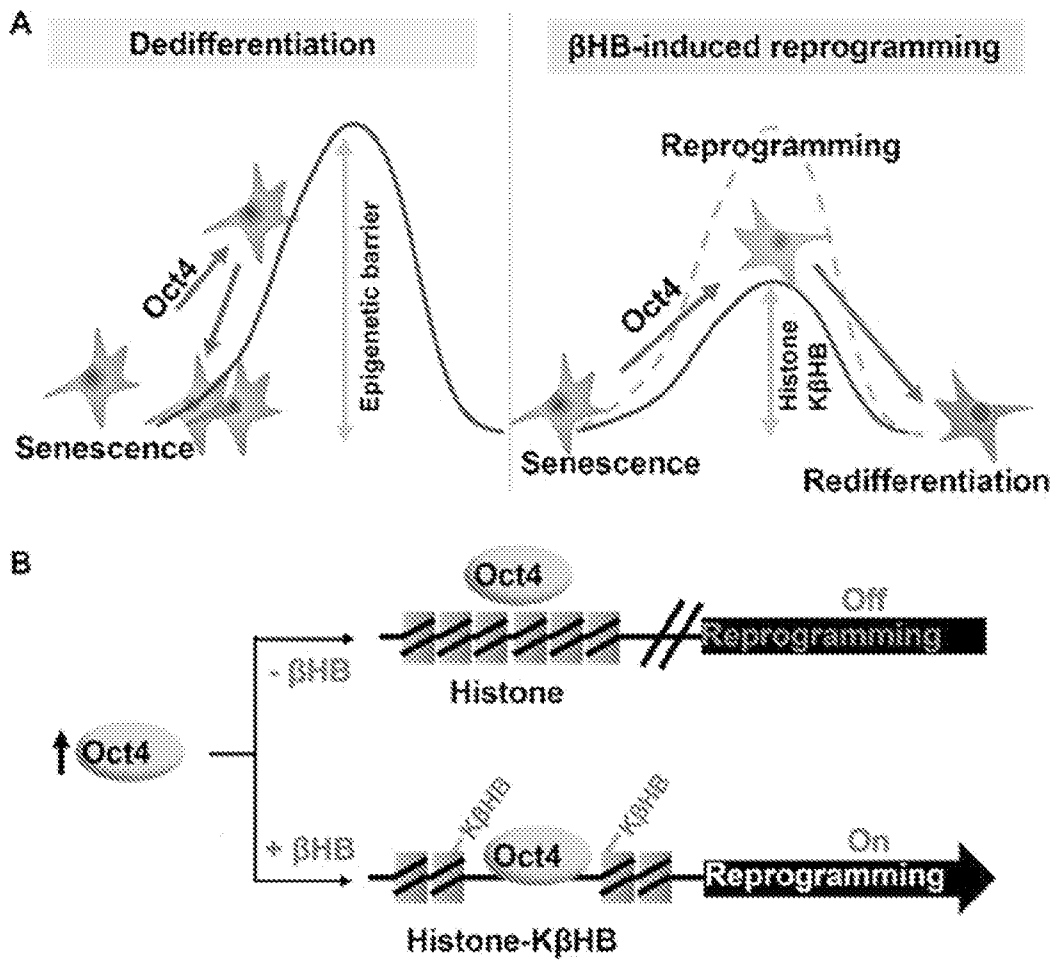 A
Dedifferentiation
βHB-induced reprogramming
Oct4
Epigenetic barrier
Senescence
Reprogramming
Oct4
Histone
KβHB
Senescence
Redifferentiation
B
Oct4
Off
Reprogramming
- βHB
Histone
Oct4
KβHB
KβHB
+ βHB
Oct4
On
Reprogramming
Histone-KβHB